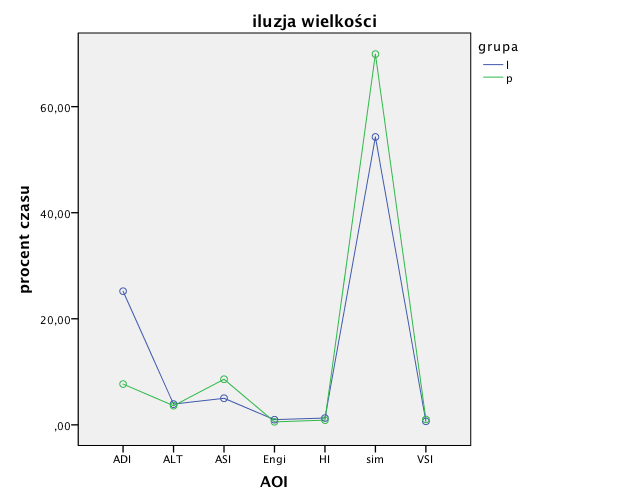 iluzja wielkości
grupa
l
p
procent czasu
60,00
40,00
20,00
,00
ADI ALT ASI Engi HI sim VSI
AOI